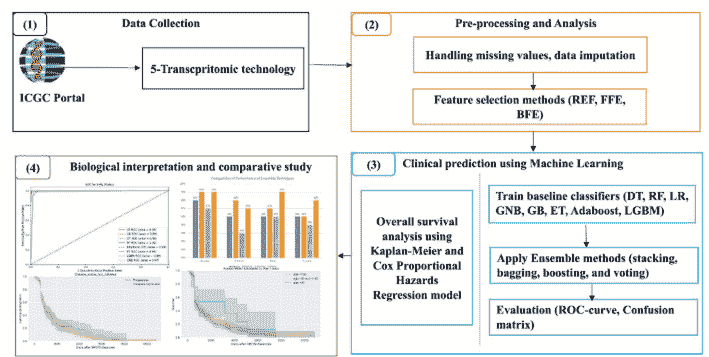 (1)
Data Collection
ICGC Portal
5-Transcpritomic technology
(2)
Pre-processing and Analysis
Handling missing values, data imputation
Feature selection methods (REF, FFE,
BFE)
(3)
Clinical prediction using Machine Learning
Overall survival
analysis using
Kaplan-Meier and
Cox Proportional
Hazards
Regression model
Train baseline classifiers (DT, RF, LR,
GNB, GB, ET, Adaboost, LGBM)
Apply Ensemble methods (stacking,
bagging, boosting, and voting)
Evaluation (ROC-curve, Confusion
matrix)
(4)
Biological interpretation and comparative study